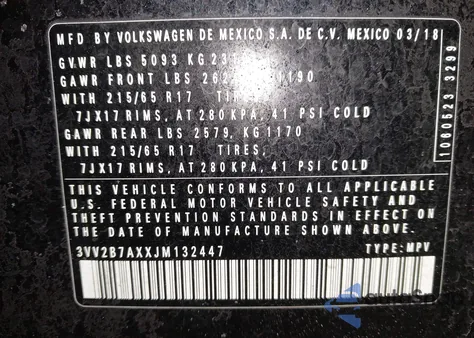 MFD BY VOLKSWAGEN DE MEXICO S.A. DE C.V. MEXICO 03/18
GV.WR LBS 5093 KG
GAWR FRONT LBS
WITH 215/65 R17
7JX17 RIMS, AT 280 KPA, 41 PSI COLD
GAWR REAR LBS 2579, KG 1170
WITH 215/65 R17 TIRES,
7JX17 RIMS, AT 280 KPA, 41 PSI COLD
THIS VEHICLE CONFORMS TO ALL APPLICABLE
U.S. FEDERAL MOTOR VEHICLE SAFETY AND
THEFT PREVENTION STANDARDS IN EFFECT ON
THE DATE OF MANUFACTURE SHOWN ABOVE
3VV2B7AXXJM132447 TYPE: MPV
1080523 3299